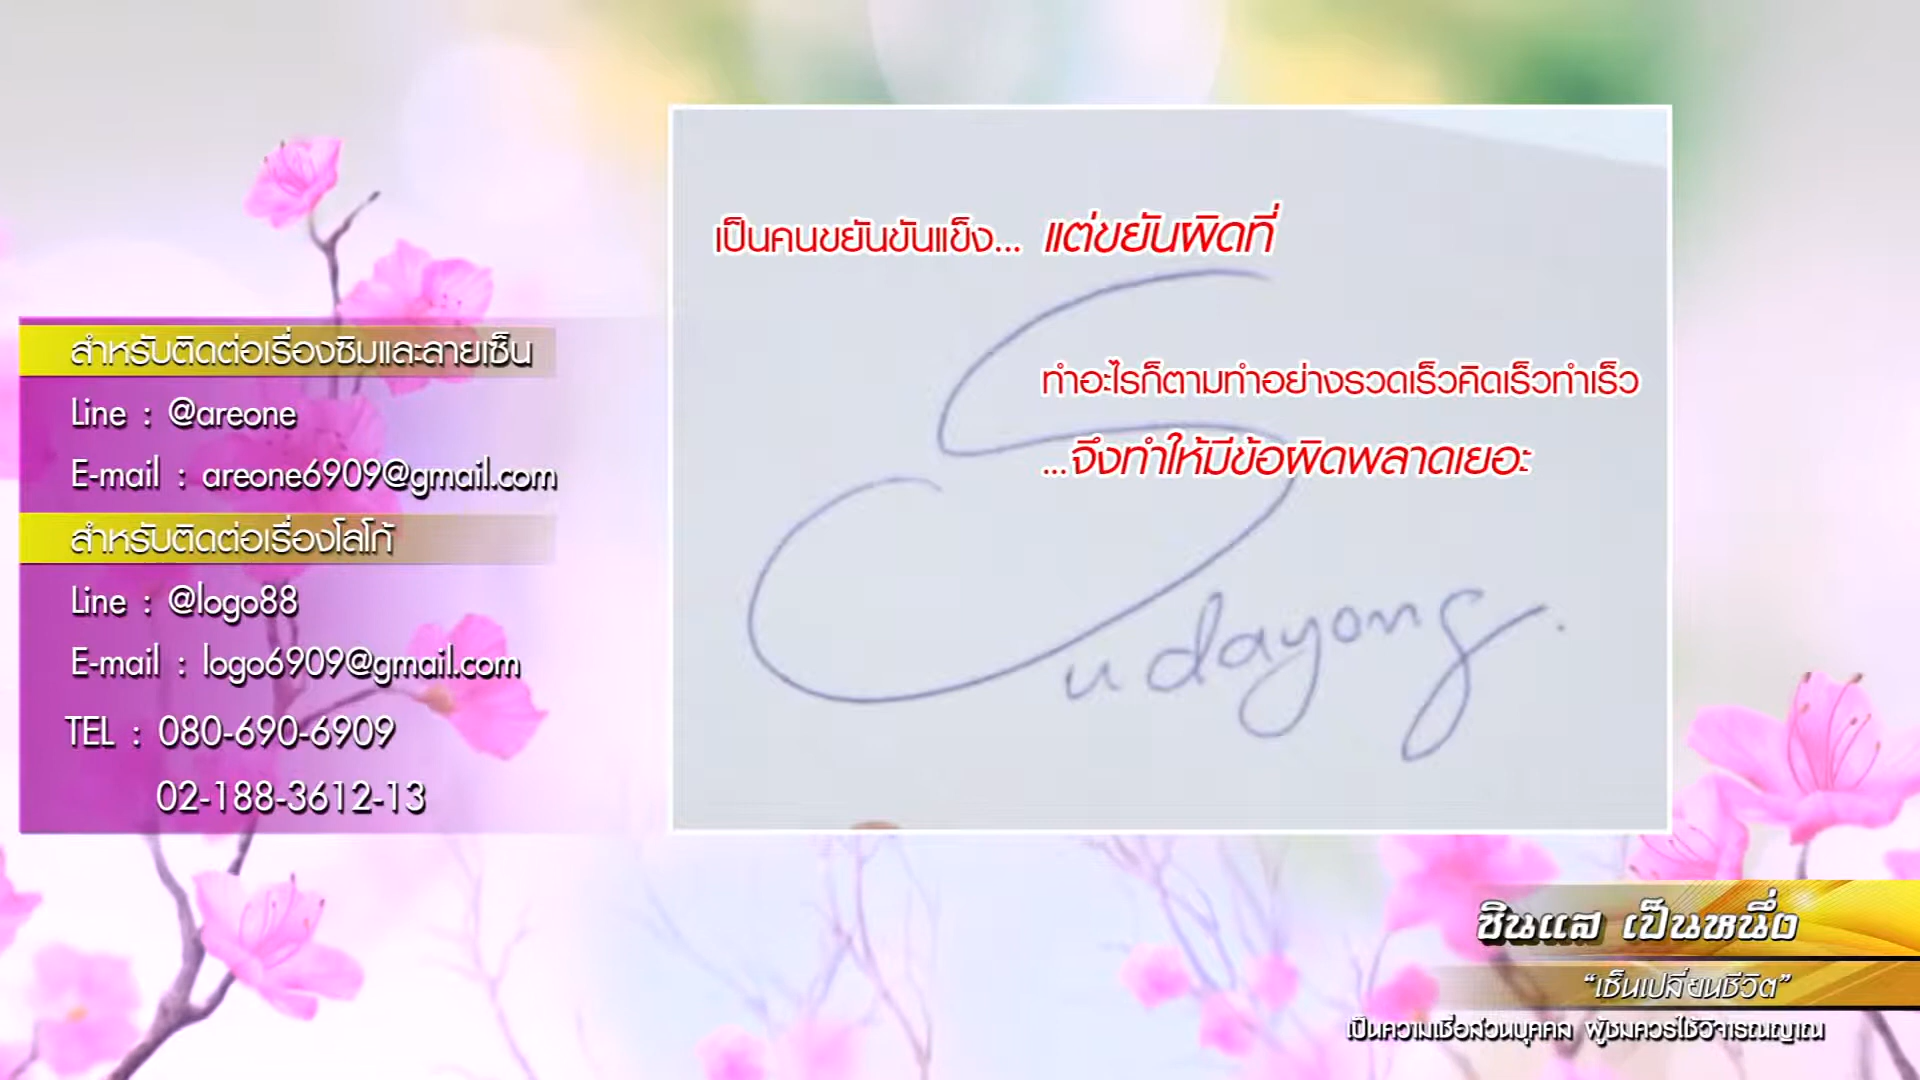 สำหรับติดต่อเรื่องซิมและลายเซ็น
Line : @areone
E-mail : areone6909@gmail.com
สำหรับติดต่อเรื่องโลโก้
Line : @logo88
E-mail : logo6909@gmail.com
TEL : 080-690-6909
02-188-3612-13
เป็นคนขยันขันแข็ง... แต่ขยันผิดที่
ทำอะไรก็ตามทำอย่างรวดเร็วคิดเร็วทำเร็ว
...จึงทำให้มีข้อผิดพลาดเยอะ
Sudayong.
ซินแส เป็นหนึ่ง
“เซ็นเปลี่ยนชีวิต”
เป็นความเชื่อส่วนบุคคล ผู้ชมควรใช้วิจารณญาณ